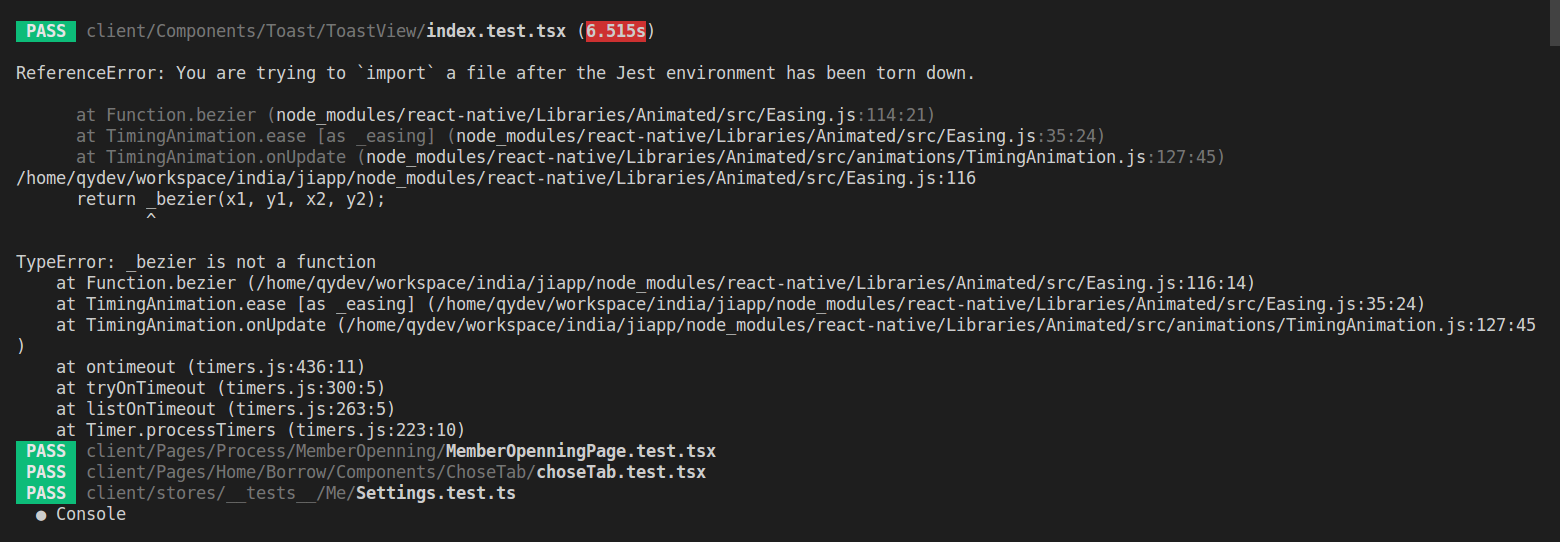 PASS client/Components/Toast/ToastView/index.test.tsx (6.515s)
ReferenceError: You are trying to `import` a file after the Jest environment has been torn down.
at Function.bezier (node_modules/react-native/Libraries/Animated/src/Easing.js:114:21)
at TimingAnimation.ease [as _easing] (node_modules/react-native/Libraries/Animated/src/Easing.js:35:24)
at TimingAnimation.onUpdate (node_modules/react-native/Libraries/Animated/src/animations/TimingAnimation.js:127:45)
/home/qydev/workspace/india/jiapp/node_modules/react-native/Libraries/Animated/src/Easing.js:116
return _bezier(x1, y1, x2, y2);
^
TypeError: _bezier is not a function
at Function.bezier (/home/qydev/workspace/india/jiapp/node_modules/react-native/Libraries/Animated/src/Easing.js:116:14)
at TimingAnimation.ease [as _easing] (/home/qydev/workspace/india/jiapp/node_modules/react-native/Libraries/Animated/src/Easing.js:35:24)
at TimingAnimation.onUpdate (/home/qydev/workspace/india/jiapp/node_modules/react-native/Libraries/Animated/src/animations/TimingAnimation.js:127:45
)
at ontimeout (timers.js:436:11)
at tryOnTimeout (timers.js:300:5)
at listOnTimeout (timers.js:263:5)
at Timer.processTimers (timers.js:223:10)
PASS client/Pages/Process/MemberOpenning/MemberOpenningPage.test.tsx
PASS client/Pages/Home/Borrow/Components/ChoseTab/choseTab.test.tsx
PASS client/stores/__tests__/Me/Settings.test.ts
● Console